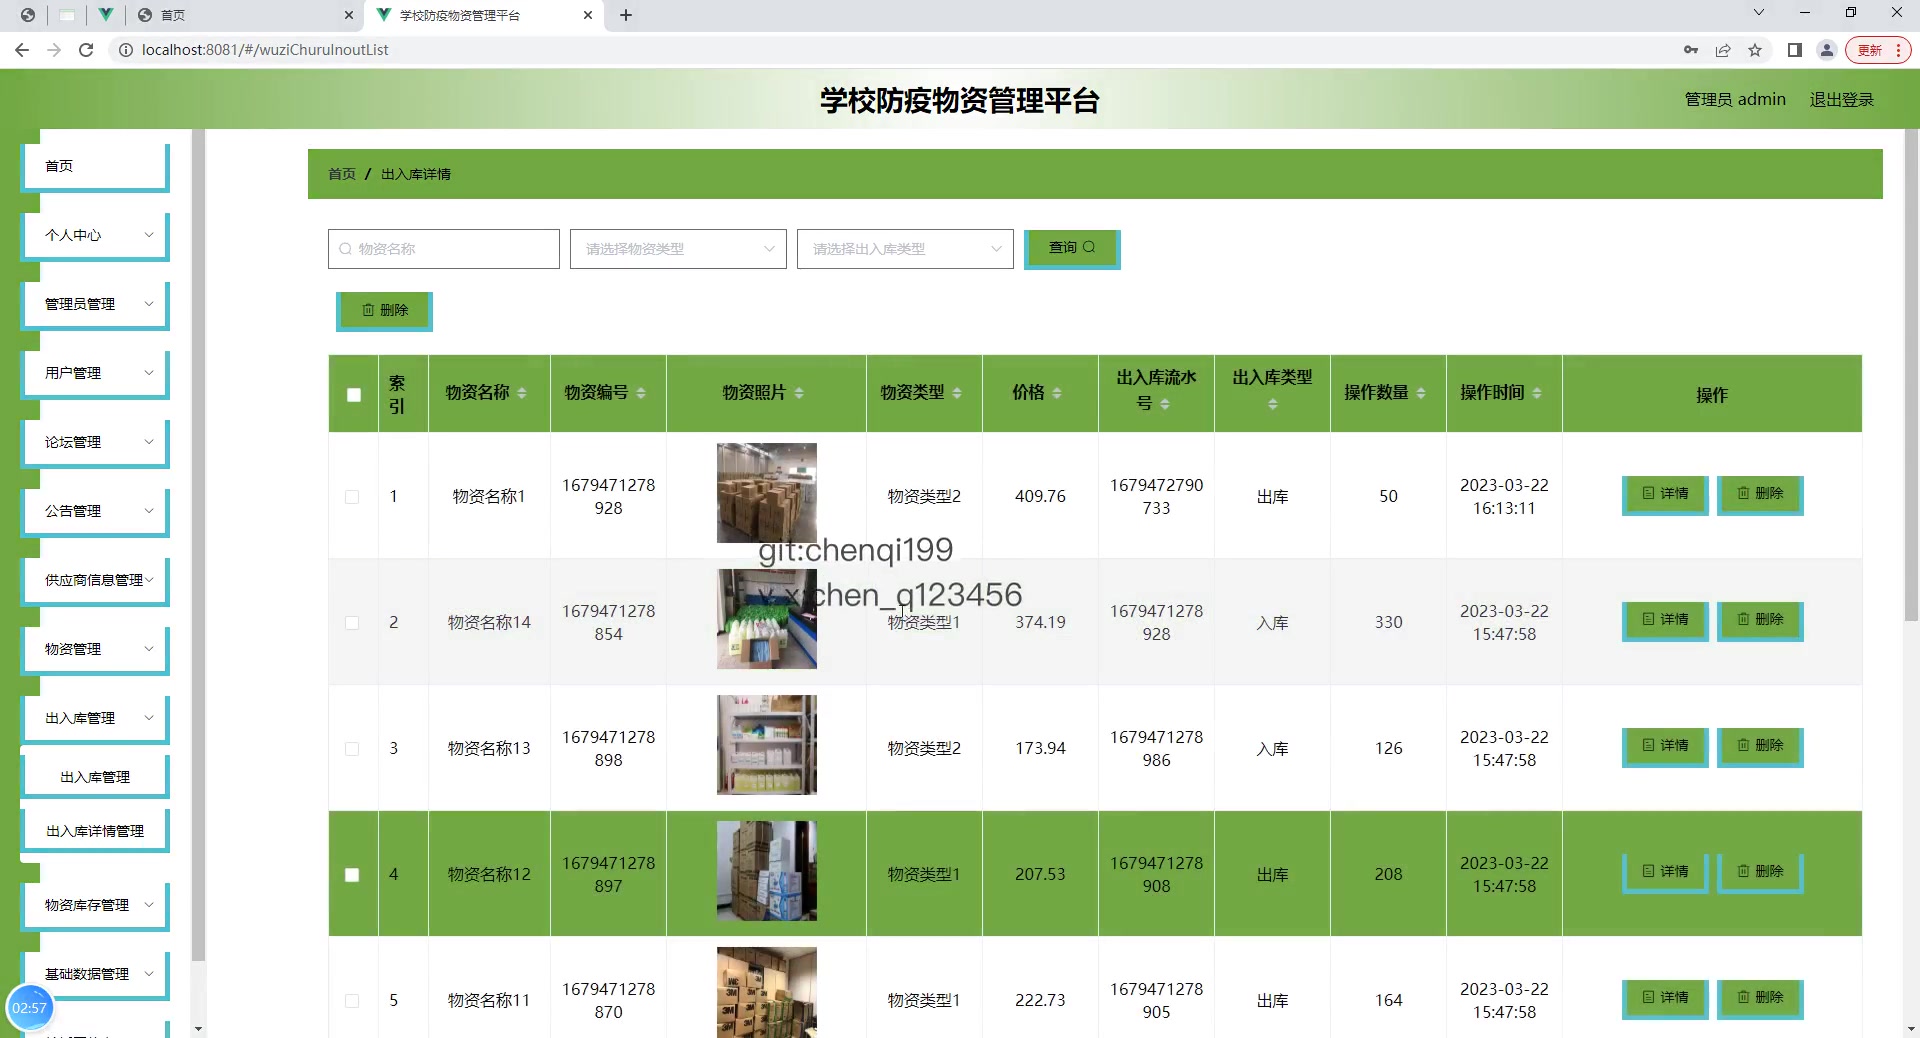 首页
学校防疫物资管理平台
localhost:8081/#/wuziChuruInoutList
更新
学校防疫物资管理平台
管理员 admin
退出登录
首页
个人中心
管理员管理
用户管理
论坛管理
公告管理
供应商信息管理
物资管理
出入库管理
出入库管理
出入库详情管理
物资库存管理
基础数据管理
02:57
首页 / 出入库详情
物资名称
请选择物资类型
请选择出入库类型
查询
删除
索引 物资名称 物资编号 物资照片 物资类型 价格 出入库流水号 出入库类型 操作数量 操作时间 操作
1 物资名称1 1679471278928 物资类型2 409.76 1679472790733 出库 50 2023-03-22 16:13:11 详情 删除
git:chenqi199
v x:chen_q123456
2 物资名称14 1679471278854 物资类型1 374.19 1679471278928 入库 330 2023-03-22 15:47:58 详情 删除
3 物资名称13 1679471278898 物资类型2 173.94 1679471278986 入库 126 2023-03-22 15:47:58 详情 删除
4 物资名称12 1679471278897 物资类型1 207.53 1679471278908 出库 208 2023-03-22 15:47:58 详情 删除
5 物资名称11 1679471278870 物资类型1 222.73 1679471278905 出库 164 2023-03-22 15:47:58 详情 删除